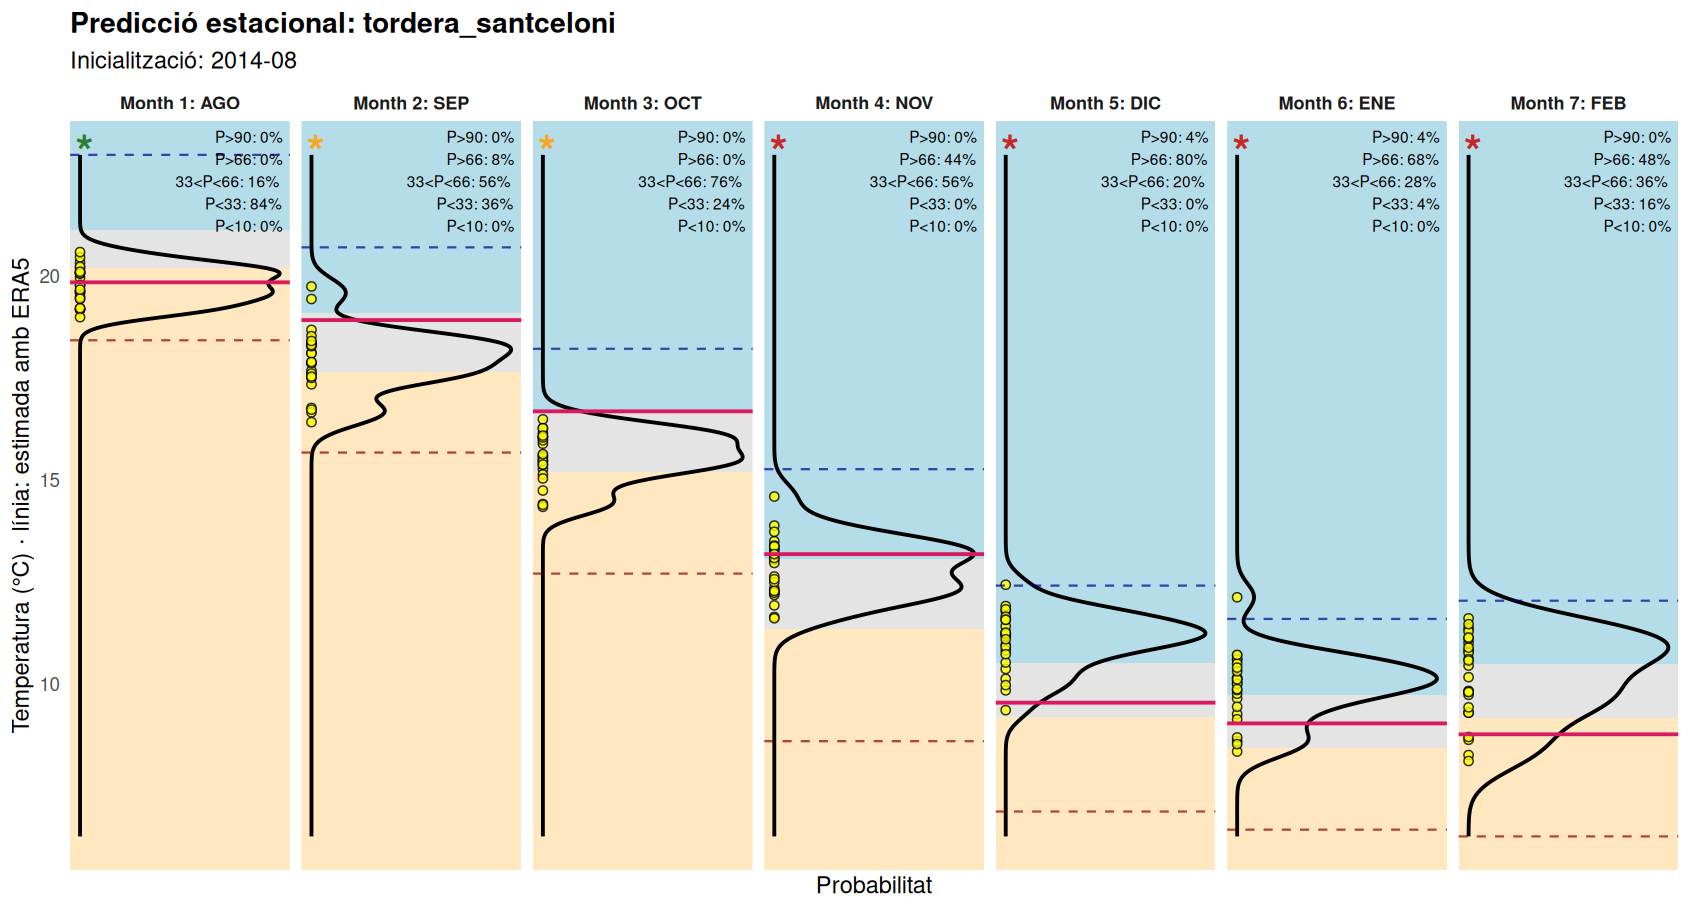 Predicció estacional: tordera_santceloni
Inicialització: 2014-08
Month 1: AGO
Month 2: SEP
Month 3: OCT
Month 4: NOV
Month 5: DIC
Month 6: ENE
Month 7: FEB
*
P>90: 0%
P>66: 0%
33<P<66: 16%
P<33: 84%
P<10: 0%
*
P>90: 0%
P>66: 8%
33<P<66: 56%
P<33: 36%
P<10: 0%
*
P>90: 0%
P>66: 0%
33<P<66: 76%
P<33: 24%
P<10: 0%
*
P>90: 0%
P>66: 44%
33<P<66: 56%
P<33: 0%
P<10: 0%
*
P>90: 4%
P>66: 80%
33<P<66: 20%
P<33: 0%
P<10: 0%
*
P>90: 4%
P>66: 68%
33<P<66: 28%
P<33: 4%
P<10: 0%
*
P>90: 0%
P>66: 48%
33<P<66: 36%
P<33: 16%
P<10: 0%
20
15
10
Temperatura (°C) · línia: estimada amb ERA5
Probabilitat